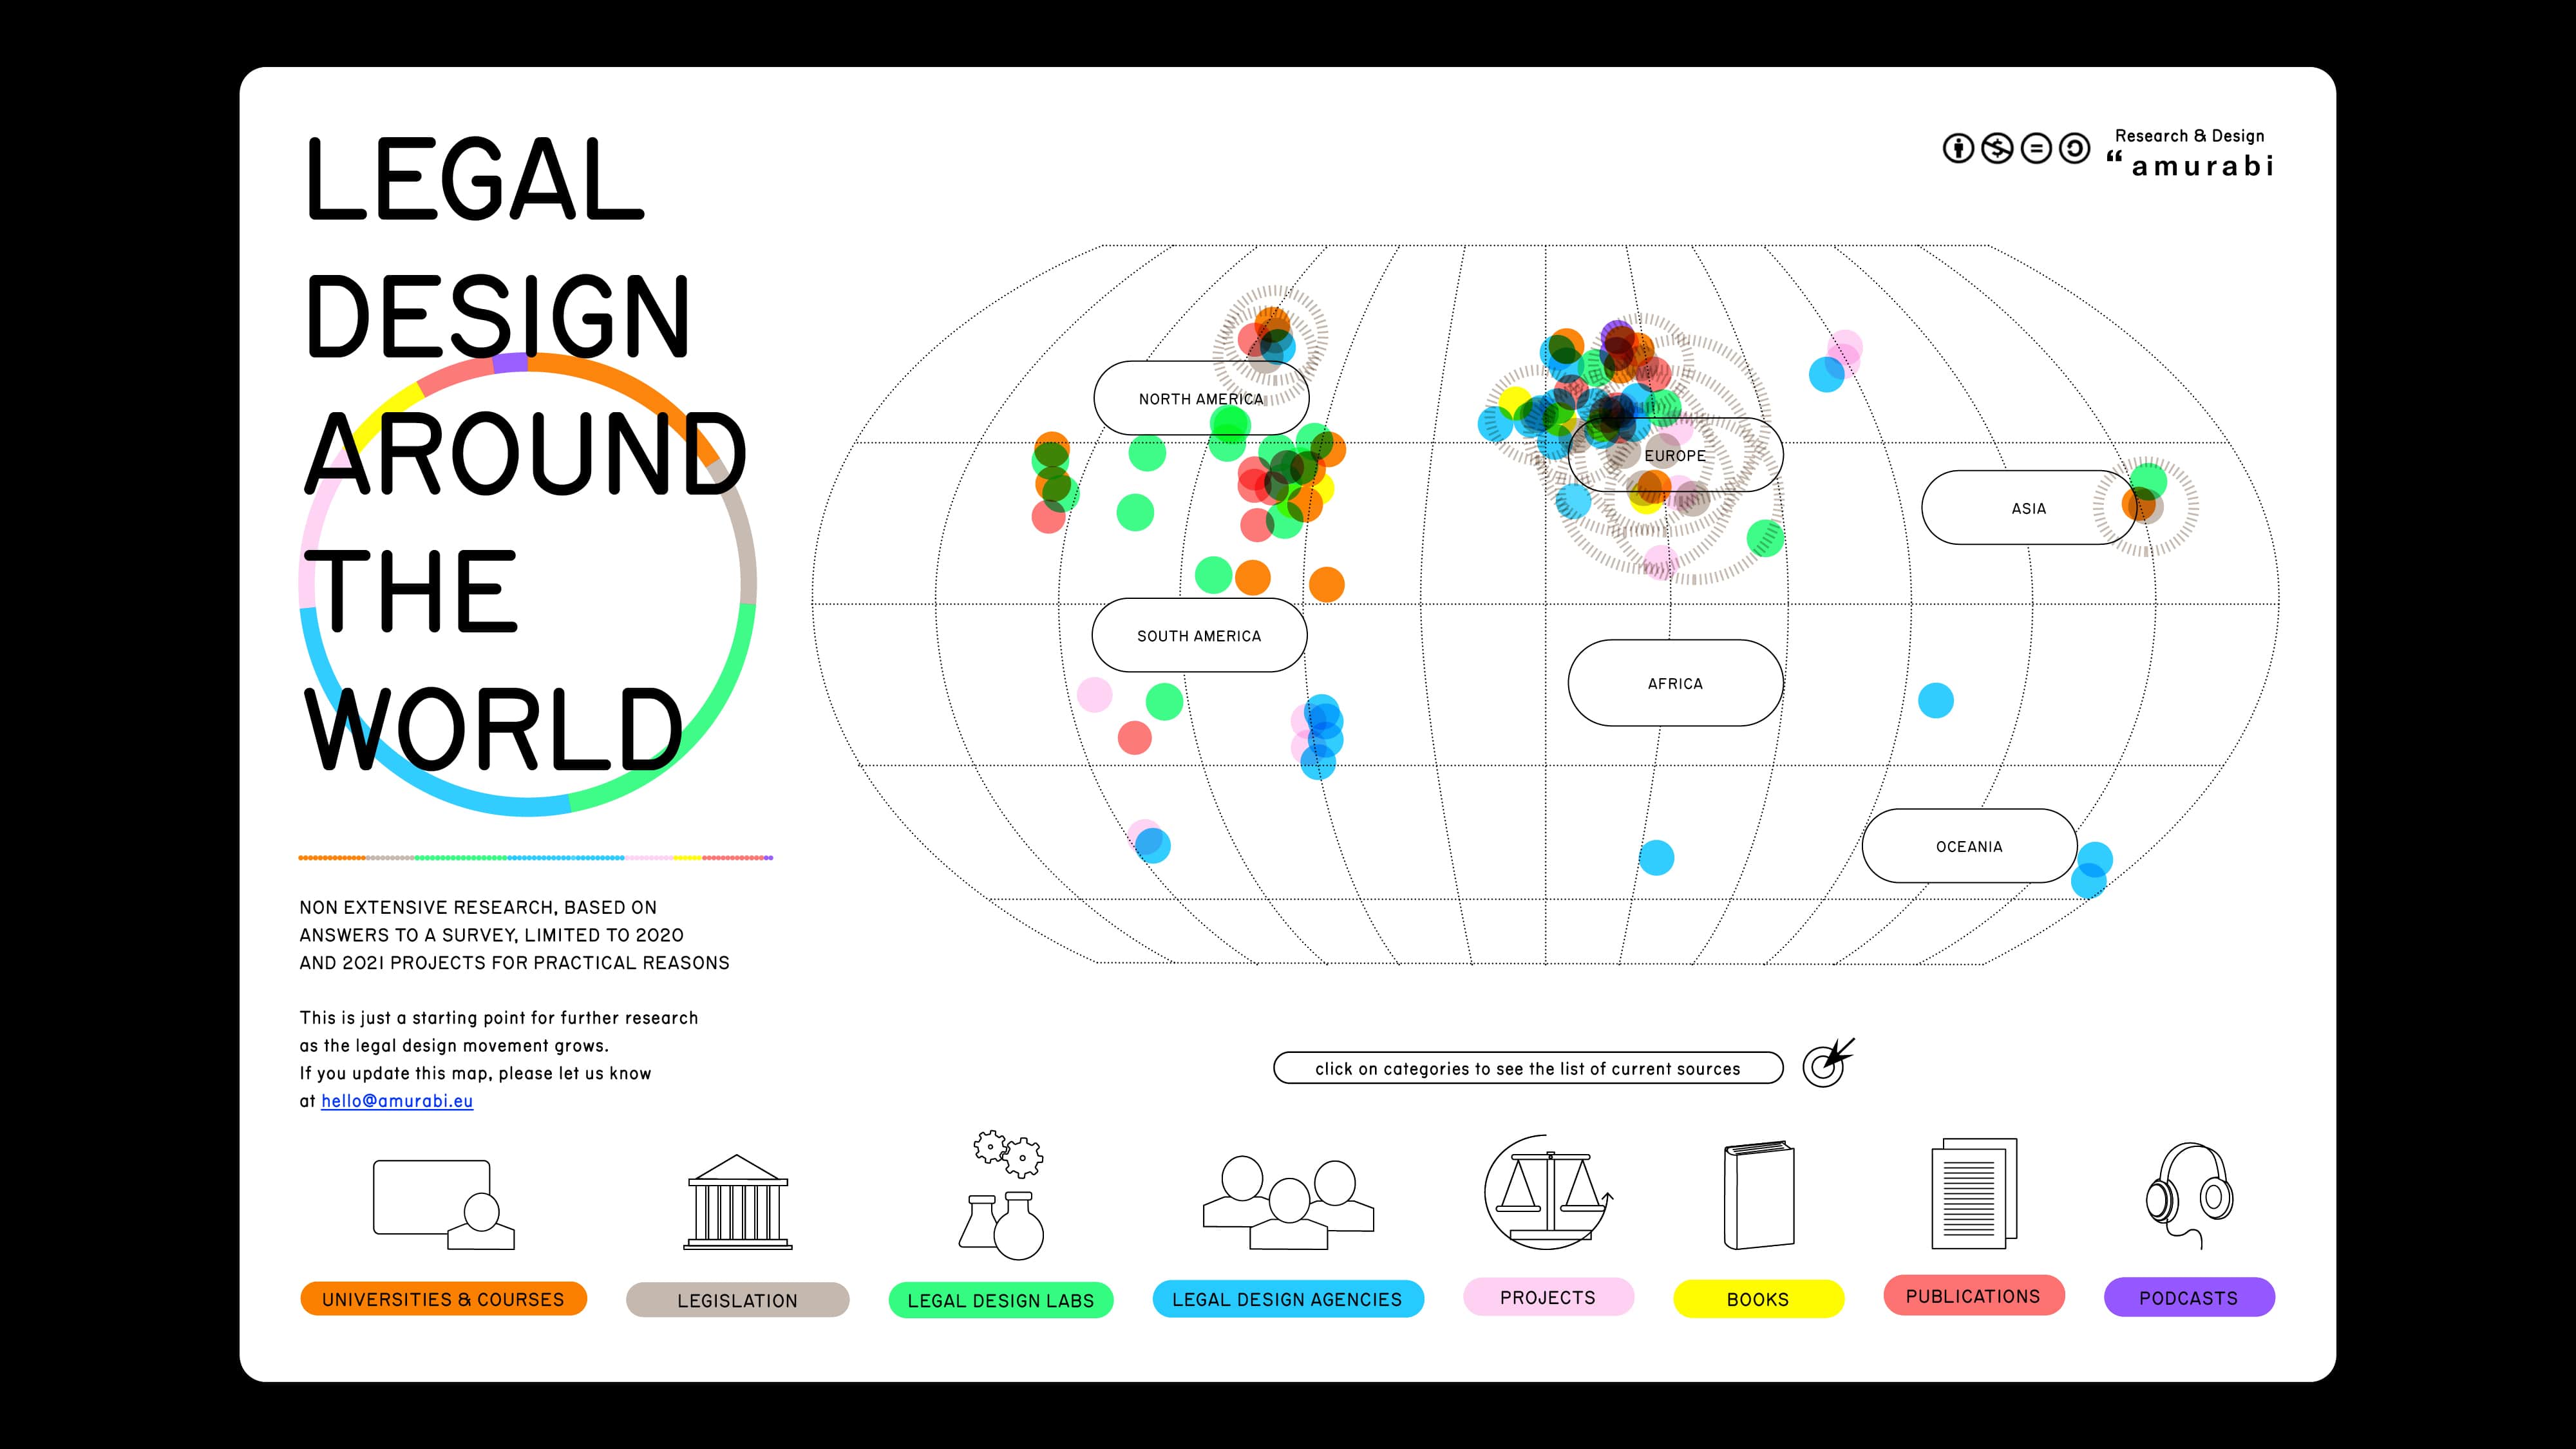 LEGAL
DESIGN
AROUND
THE
WORLD
Research & Design
“amurabi
NORTH AMERICA
EUROPE
ASIA
SOUTH AMERICA
AFRICA
OCEANIA
NON EXTENSIVE RESEARCH, BASED ON
ANSWERS TO A SURVEY, LIMITED TO 2020
AND 2021 PROJECTS FOR PRACTICAL REASONS
This is just a starting point for further research
as the legal design movement grows.
If you update this map, please let us know
at hello@amurabi.eu
click on categories to see the list of current sources
UNIVERSITIES & COURSES
LEGISLATION
LEGAL DESIGN LABS
LEGAL DESIGN AGENCIES
PROJECTS
BOOKS
PUBLICATIONS
PODCASTS